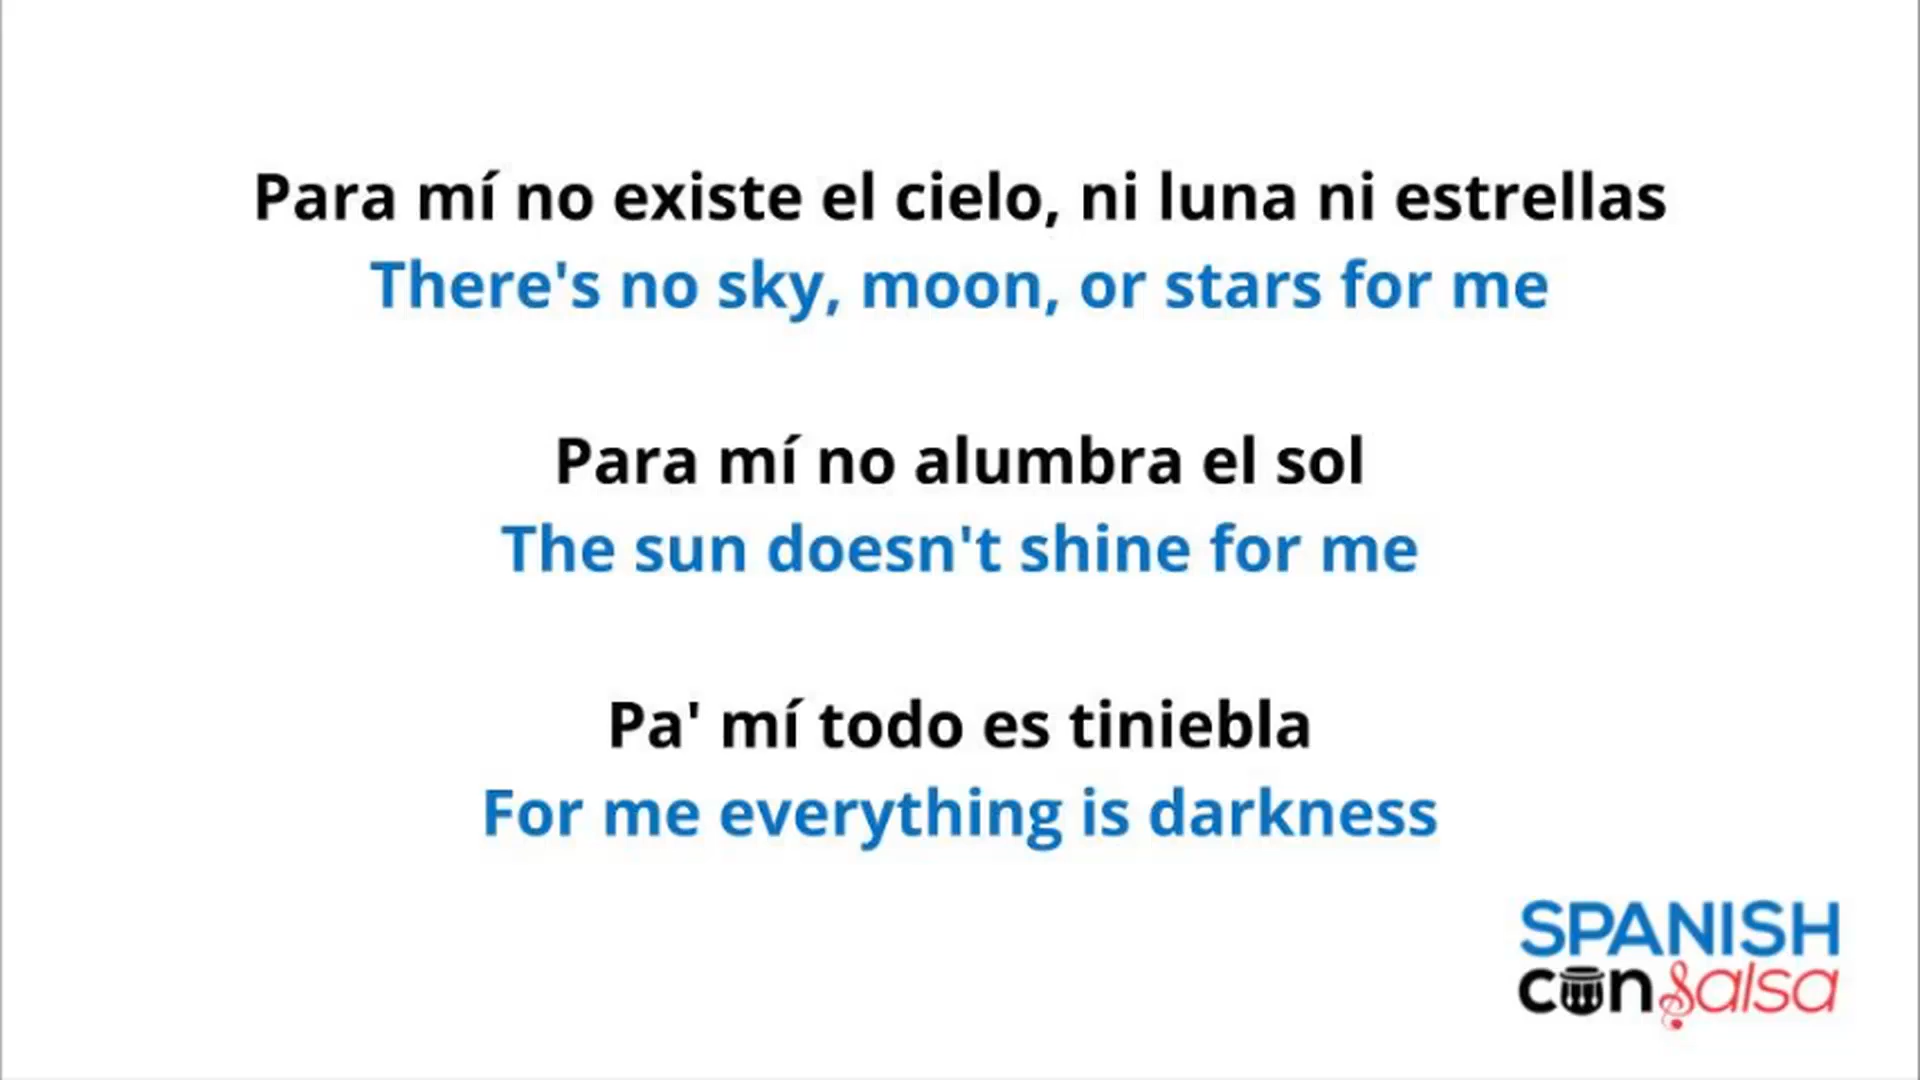 Para mí no existe el cielo, ni luna ni estrellas
There's no sky, moon, or stars for me
Para mí no alumbra el sol
The sun doesn't shine for me
Pa' mí todo es tiniebla
For me everything is darkness
SPANISH
con Salsa